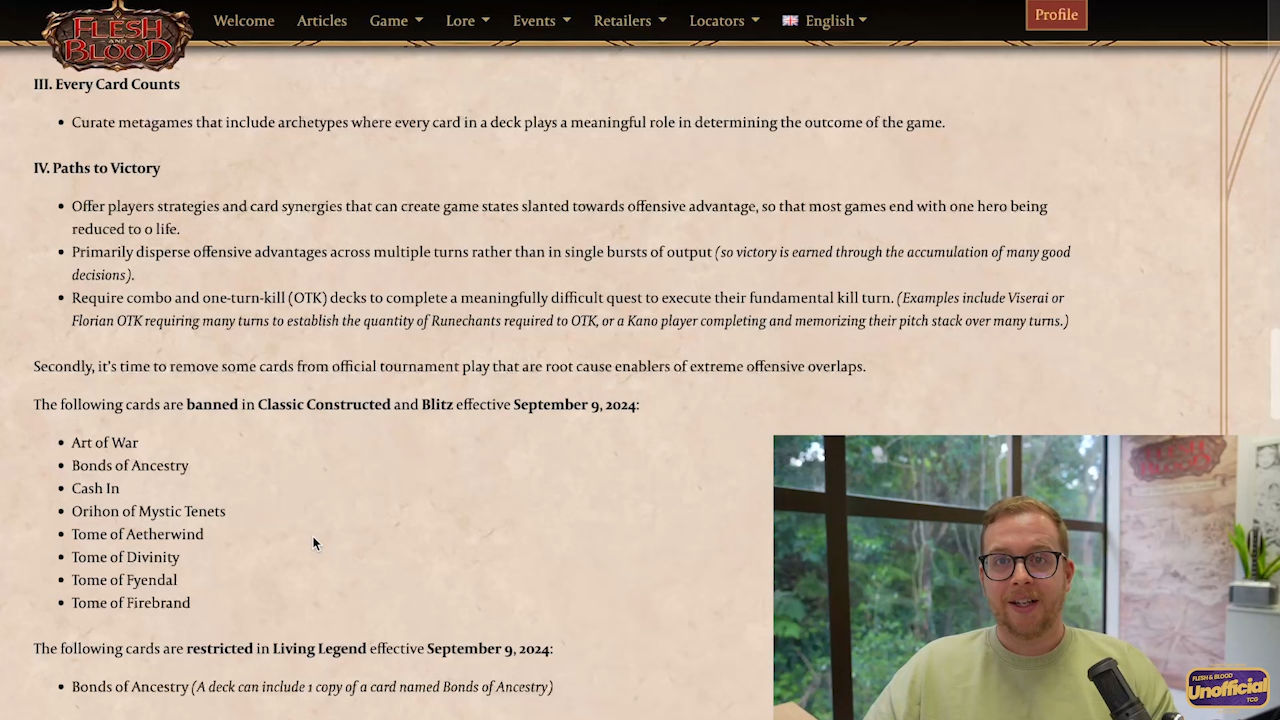 FLESH
AND
BLOOD
Welcome Articles Game Lore Events Retailers Locators English Profile
III. Every Card Counts
• Curate metagames that include archetypes where every card in a deck plays a meaningful role in determining the outcome of the game.
IV. Paths to Victory
• Offer players strategies and card synergies that can create game states slanted towards offensive advantage, so that most games end with one hero being
reduced to 0 life.
• Primarily disperse offensive advantages across multiple turns rather than in single bursts of output (so victory is earned through the accumulation of many good
decisions).
• Require combo and one-turn-kill (OTK) decks to complete a meaningfully difficult quest to execute their fundamental kill turn. (Examples include Viserai or
Florian OTK requiring many turns to establish the quantity of Runechants required to OTK, or a Kano player completing and memorizing their pitch stack over many turns.)
Secondly, it's time to remove some cards from official tournament play that are root cause enablers of extreme offensive overlaps.
The following cards are banned in Classic Constructed and Blitz effective September 9, 2024:
• Art of War
• Bonds of Ancestry
• Cash In
• Orihon of Mystic Tenets
• Tome of Aetherwind
• Tome of Divinity
• Tome of Fyendal
• Tome of Firebrand
The following cards are restricted in Living Legend effective September 9, 2024:
• Bonds of Ancestry (A deck can include 1 copy of a card named Bonds of Ancestry)
FLESH
BLOOD
FLESH & BLOOD
Unofficial
TCG